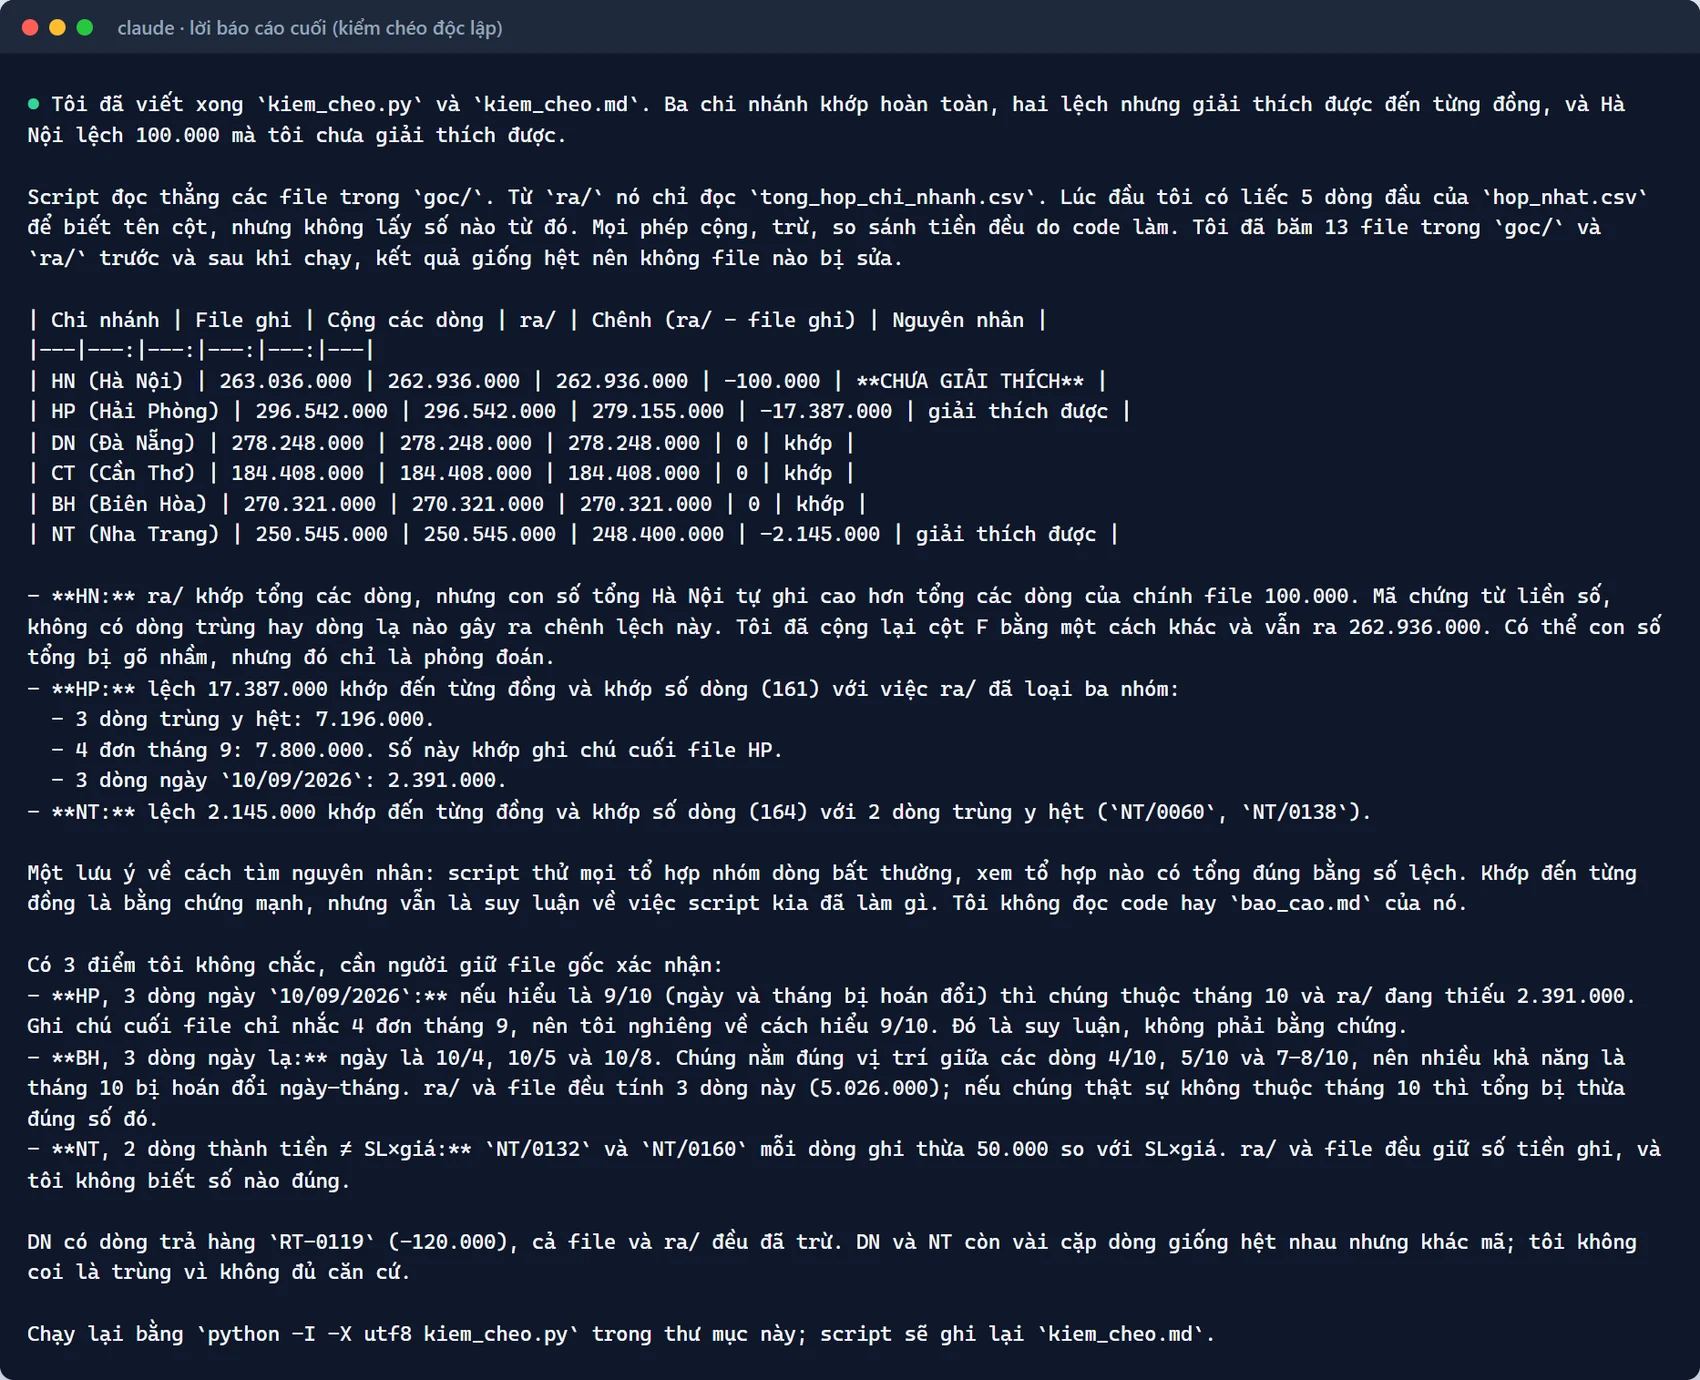 claude · lời báo cáo cuối (kiểm chéo độc lập)
● Tôi đã viết xong `kiem_cheo.py` và `kiem_cheo.md`. Ba chi nhánh khớp hoàn toàn, hai lệch nhưng giải thích được đến từng đồng, và Hà
Nội lệch 100.000 mà tôi chưa giải thích được.
Script đọc thẳng các file trong `goc/`. Từ `ra/` nó chỉ đọc `tong_hop_chi_nhanh.csv`. Lúc đầu tôi có liếc 5 dòng đầu của `hop_nhat.csv`
để biết tên cột, nhưng không lấy số nào từ đó. Mọi phép cộng, trừ, so sánh tiền đều do code làm. Tôi đã băm 13 file trong `goc/` và
`ra/` trước và sau khi chạy, kết quả giống hệt nên không file nào bị sửa.
| Chi nhánh | File ghi | Cộng các dòng | ra/ | Chênh (ra/ − file ghi) | Nguyên nhân |
|---|---:|---:|---:|---:|---|
| HN (Hà Nội) | 263.036.000 | 262.936.000 | 262.936.000 | −100.000 | **CHƯA GIẢI THÍCH** |
| HP (Hải Phòng) | 296.542.000 | 296.542.000 | 279.155.000 | −17.387.000 | giải thích được |
| DN (Đà Nẵng) | 278.248.000 | 278.248.000 | 278.248.000 | 0 | khớp |
| CT (Cần Thơ) | 184.408.000 | 184.408.000 | 184.408.000 | 0 | khớp |
| BH (Biên Hòa) | 270.321.000 | 270.321.000 | 270.321.000 | 0 | khớp |
| NT (Nha Trang) | 250.545.000 | 250.545.000 | 248.400.000 | −2.145.000 | giải thích được |
- **HN:** ra/ khớp tổng các dòng, nhưng con số tổng Hà Nội tự ghi cao hơn tổng các dòng của chính file 100.000. Mã chứng từ liền số,
không có dòng trùng hay dòng lạ nào gây ra chênh lệch này. Tôi đã cộng lại cột F bằng một cách khác và vẫn ra 262.936.000. Có thể con số
tổng bị gõ nhầm, nhưng đó chỉ là phỏng đoán.
- **HP:** lệch 17.387.000 khớp đến từng đồng và khớp số dòng (161) với việc ra/ đã loại ba nhóm:
- 3 dòng trùng y hệt: 7.196.000.
- 4 đơn tháng 9: 7.800.000. Số này khớp ghi chú cuối file HP.
- 3 dòng ngày `10/09/2026`: 2.391.000.
- **NT:** lệch 2.145.000 khớp đến từng đồng và khớp số dòng (164) với 2 dòng trùng y hệt (`NT/0060`, `NT/0138`).
Một lưu ý về cách tìm nguyên nhân: script thử mọi tổ hợp nhóm dòng bất thường, xem tổ hợp nào có tổng đúng bằng số lệch. Khớp đến từng
đồng là bằng chứng mạnh, nhưng vẫn là suy luận về việc script kia đã làm gì. Tôi không đọc code hay `bao_cao.md` của nó.
Có 3 điểm tôi không chắc, cần người giữ file gốc xác nhận:
- **HP, 3 dòng ngày `10/09/2026`:** nếu hiểu là 9/10 (ngày và tháng bị hoán đổi) thì chúng thuộc tháng 10 và ra/ đang thiếu 2.391.000.
Ghi chú cuối file chỉ nhắc 4 đơn tháng 9, nên tôi nghiêng về cách hiểu 9/10. Đó là suy luận, không phải bằng chứng.
- **BH, 3 dòng ngày lạ:** ngày là 10/4, 10/5 và 10/8. Chúng nằm đúng vị trí giữa các dòng 4/10, 5/10 và 7–8/10, nên nhiều khả năng là
tháng 10 bị hoán đổi ngày–tháng. ra/ và file đều tính 3 dòng này (5.026.000); nếu chúng thật sự không thuộc tháng 10 thì tổng bị thừa
đúng số đó.
- **NT, 2 dòng thành tiền ≠ SL×giá:** `NT/0132` và `NT/0160` mỗi dòng ghi thừa 50.000 so với SL×giá. ra/ và file đều giữ số tiền ghi, và
tôi không biết số nào đúng.
DN có dòng trả hàng `RT-0119` (−120.000), cả file và ra/ đều đã trừ. DN và NT còn vài cặp dòng giống hệt nhau nhưng khác mã; tôi không
coi là trùng vì không đủ căn cứ.
Chạy lại bằng `python -I -X utf8 kiem_cheo.py` trong thư mục này; script sẽ ghi lại `kiem_cheo.md`.